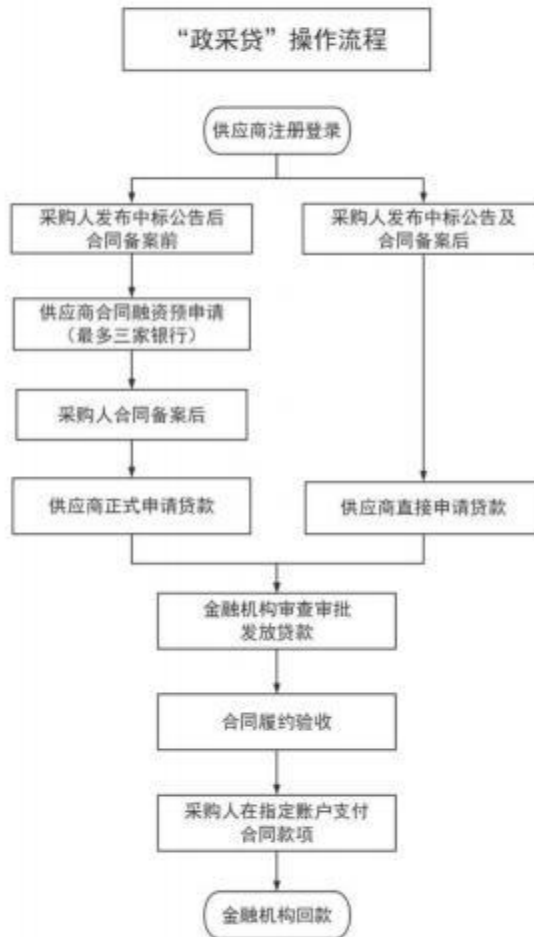 “政采贷”操作流程
供应商注册登录
采购人发布中标公告后
合同备案前
采购人发布中标公告及
合同备案后
供应商合同融资预申请
（最多三家银行）
采购人合同备案后
供应商正式申请贷款
供应商直接申请贷款
金融机构审查审批
发放贷款
合同履约验收
采购人在指定账户支付
合同款项
金融机构回款